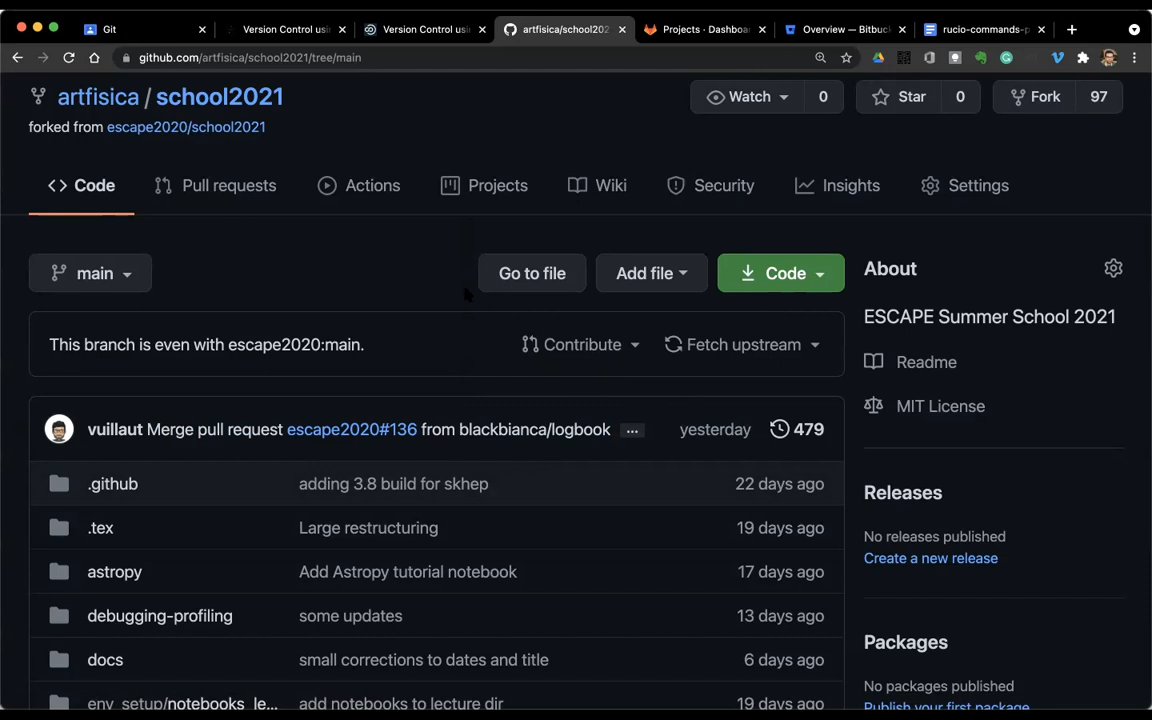 Git
Version Control usi
Version Control usin
artfisica/school202
Projects · Dashboa
Overview — Bitbuck
rucio-commands-p
github.com/artfisica/school2021/tree/main
artfisica / school2021
Watch 0
Star 0
Fork 97
forked from escape2020/school2021
Code
Pull requests
Actions
Projects
Wiki
Security
Insights
Settings
main
Go to file
Add file
Code
This branch is even with escape2020:main.
Contribute
Fetch upstream
vuillaut Merge pull request escape2020#136 from blackbianca/logbook ... yesterday 479
.github adding 3.8 build for skhep 22 days ago
.tex Large restructuring 19 days ago
astropy Add Astropy tutorial notebook 17 days ago
debugging-profiling some updates 13 days ago
docs small corrections to dates and title 6 days ago
env_setup/notebooks_le... add notebooks to lecture dir 19 days ago
About
ESCAPE Summer School 2021
Readme
MIT License
Releases
No releases published
Create a new release
Packages
No packages published
Publish your first package